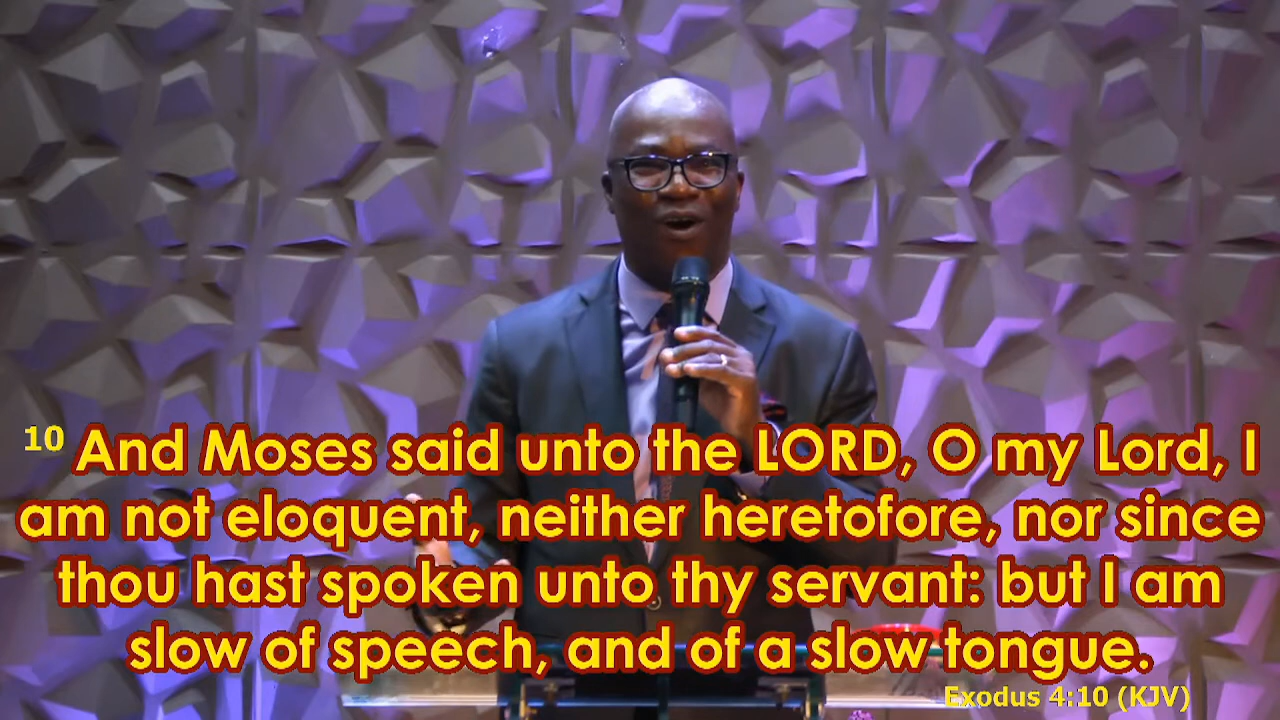 10 And Moses said unto the LORD, O my Lord, I
am not eloquent, neither heretofore, nor since
thou hast spoken unto thy servant: but I am
slow of speech, and of a slow tongue.
Exodus 4:10 (KJV)